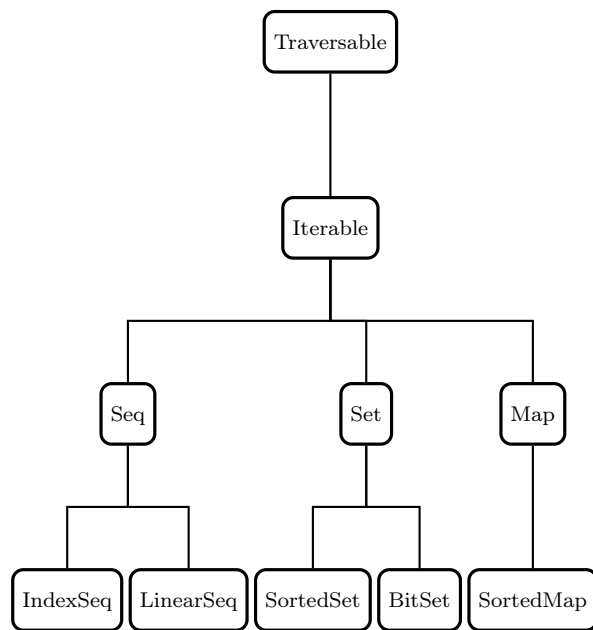 Traversable
Iterable
Seq
Set
Map
IndexSeq
LinearSeq
SortedSet
BitSet
SortedMap